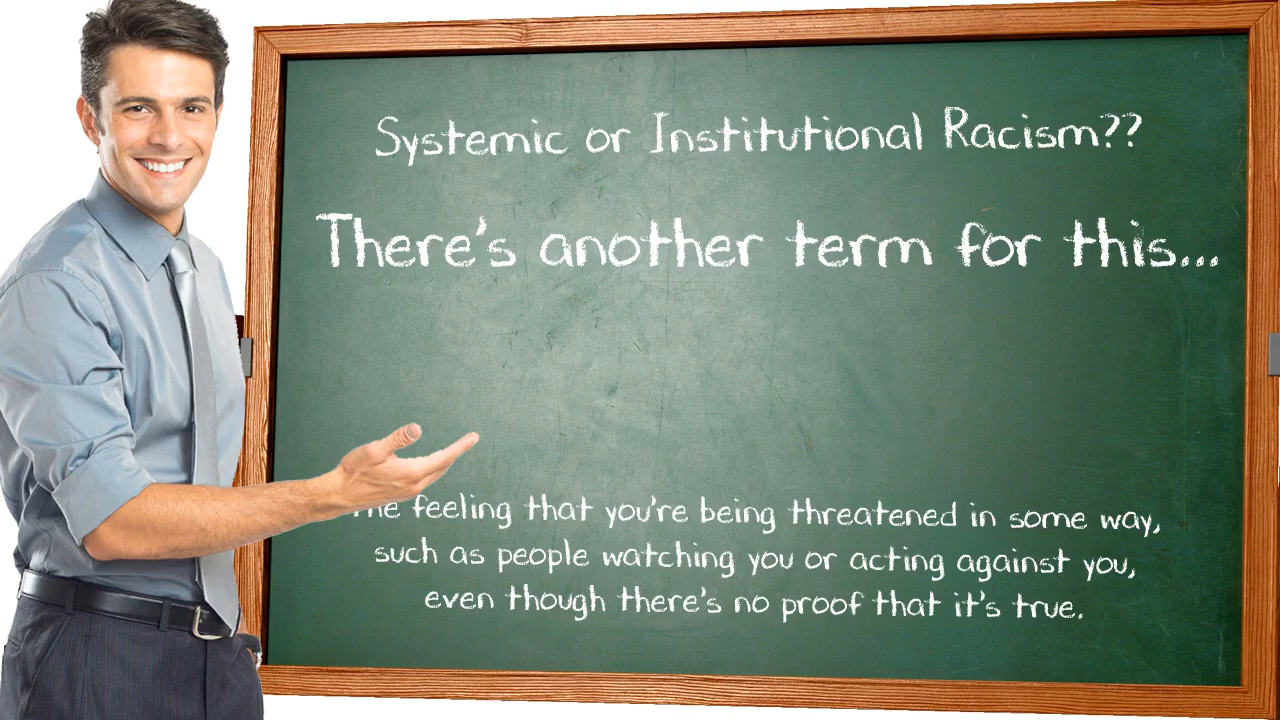 Systemic or Institutional Racism??
There's another term for this...
The feeling that you're being threatened in some way,
such as people watching you or acting against you,
even though there's no proof that it's true.